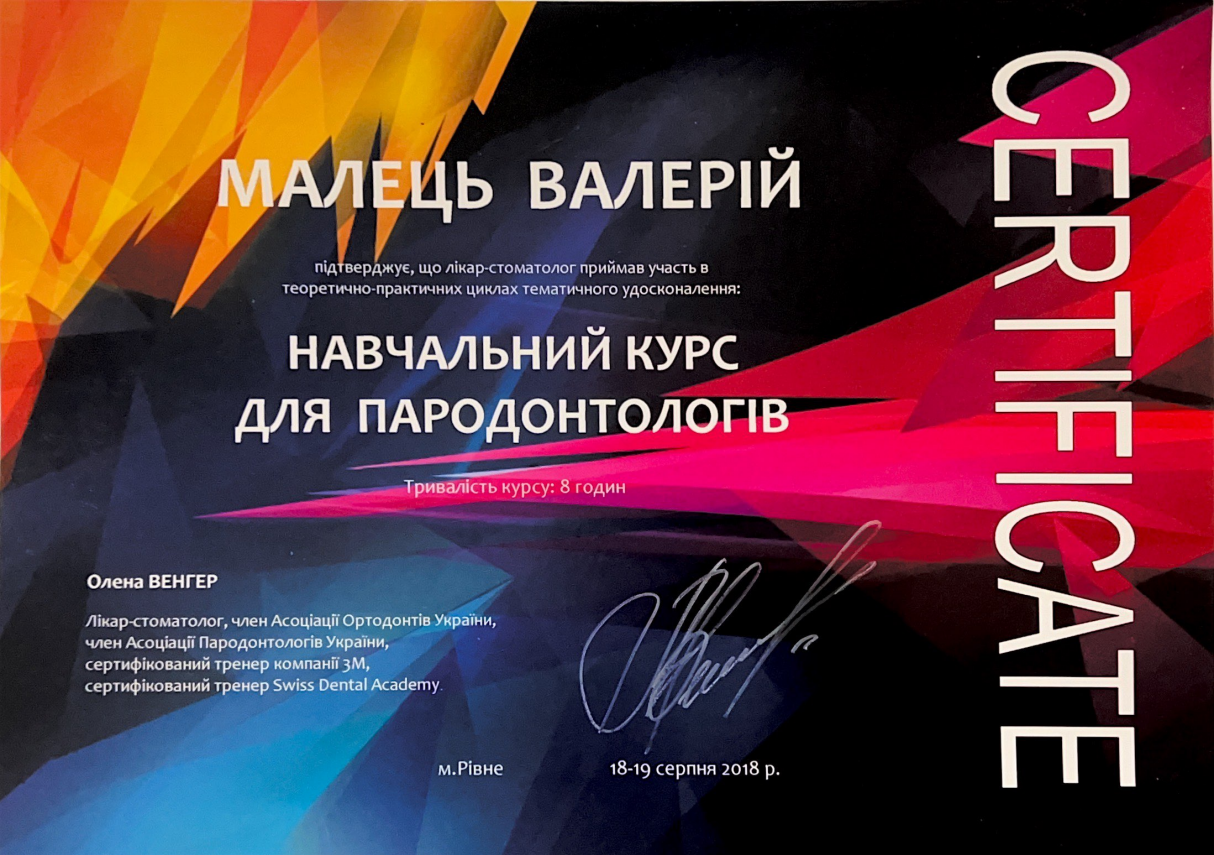 CERTIFICATE
МАЛЕЦЬ ВАЛЕРІЙ
підтверджує, що лікар-стоматолог приймав участь в
теоретично-практичних циклах тематичного удосконалення:
НАВЧАЛЬНИЙ КУРС
ДЛЯ ПАРОДОНТОЛОГІВ
Тривалість курсу: 8 годин
Олена ВЕНГЕР
Лікар-стоматолог, член Асоціації Ортодонтів України,
член Асоціації Пародонтологів України,
сертифікований тренер компанії 3М,
сертифікований тренер Swiss Dental Academy.
м.Рівне
18-19 серпня 2018 р.